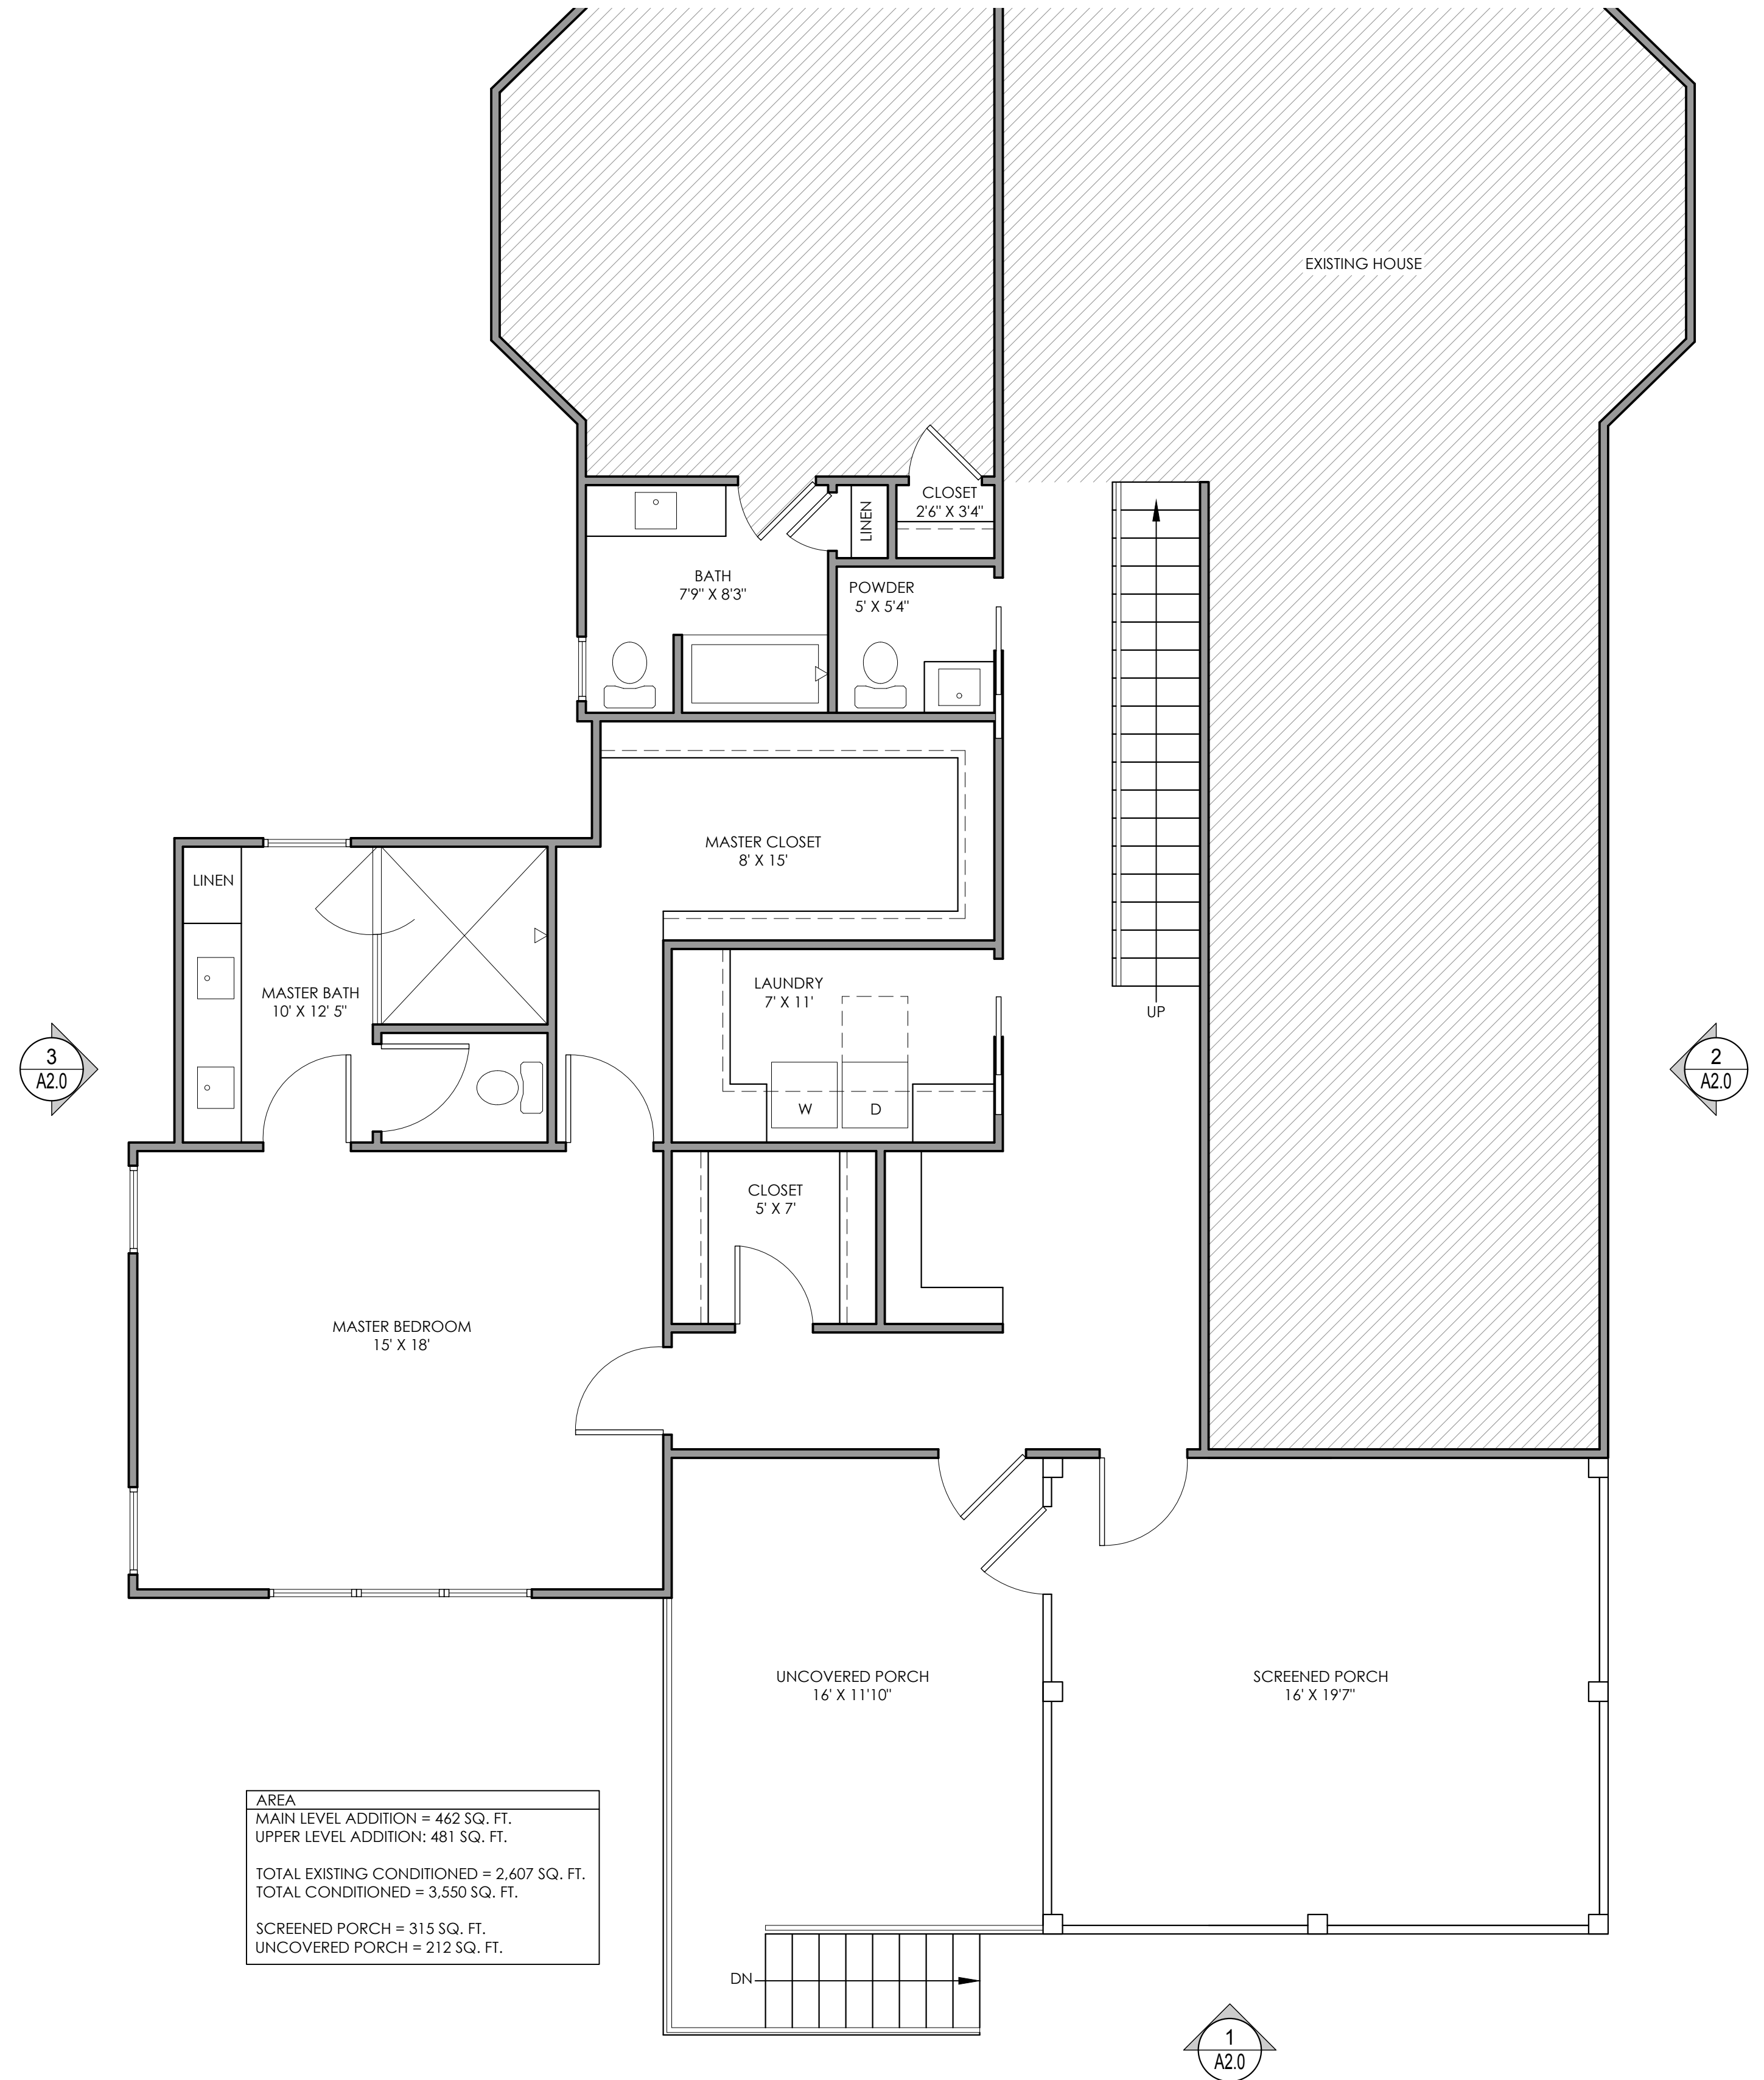 EXISTING HOUSE
CLOSET
2'6" X 3'4"
LINEN
BATH
7'9" X 8'3"
POWDER
5' X 5'4"
MASTER CLOSET
8' X 15'
LINEN
MASTER BATH
10' X 12' 5"
LAUNDRY
7' X 11'
UP
W
D
3
A2.0
2
A2.0
CLOSET
5' X 7'
MASTER BEDROOM
15' X 18'
UNCOVERED PORCH
16' X 11'10"
SCREENED PORCH
16' X 19'7"
AREA
MAIN LEVEL ADDITION = 462 SQ. FT.
UPPER LEVEL ADDITION: 481 SQ. FT.
TOTAL EXISTING CONDITIONED = 2,607 SQ. FT.
TOTAL CONDITIONED = 3,550 SQ. FT.
SCREENED PORCH = 315 SQ. FT.
UNCOVERED PORCH = 212 SQ. FT.
DN
1
A2.0